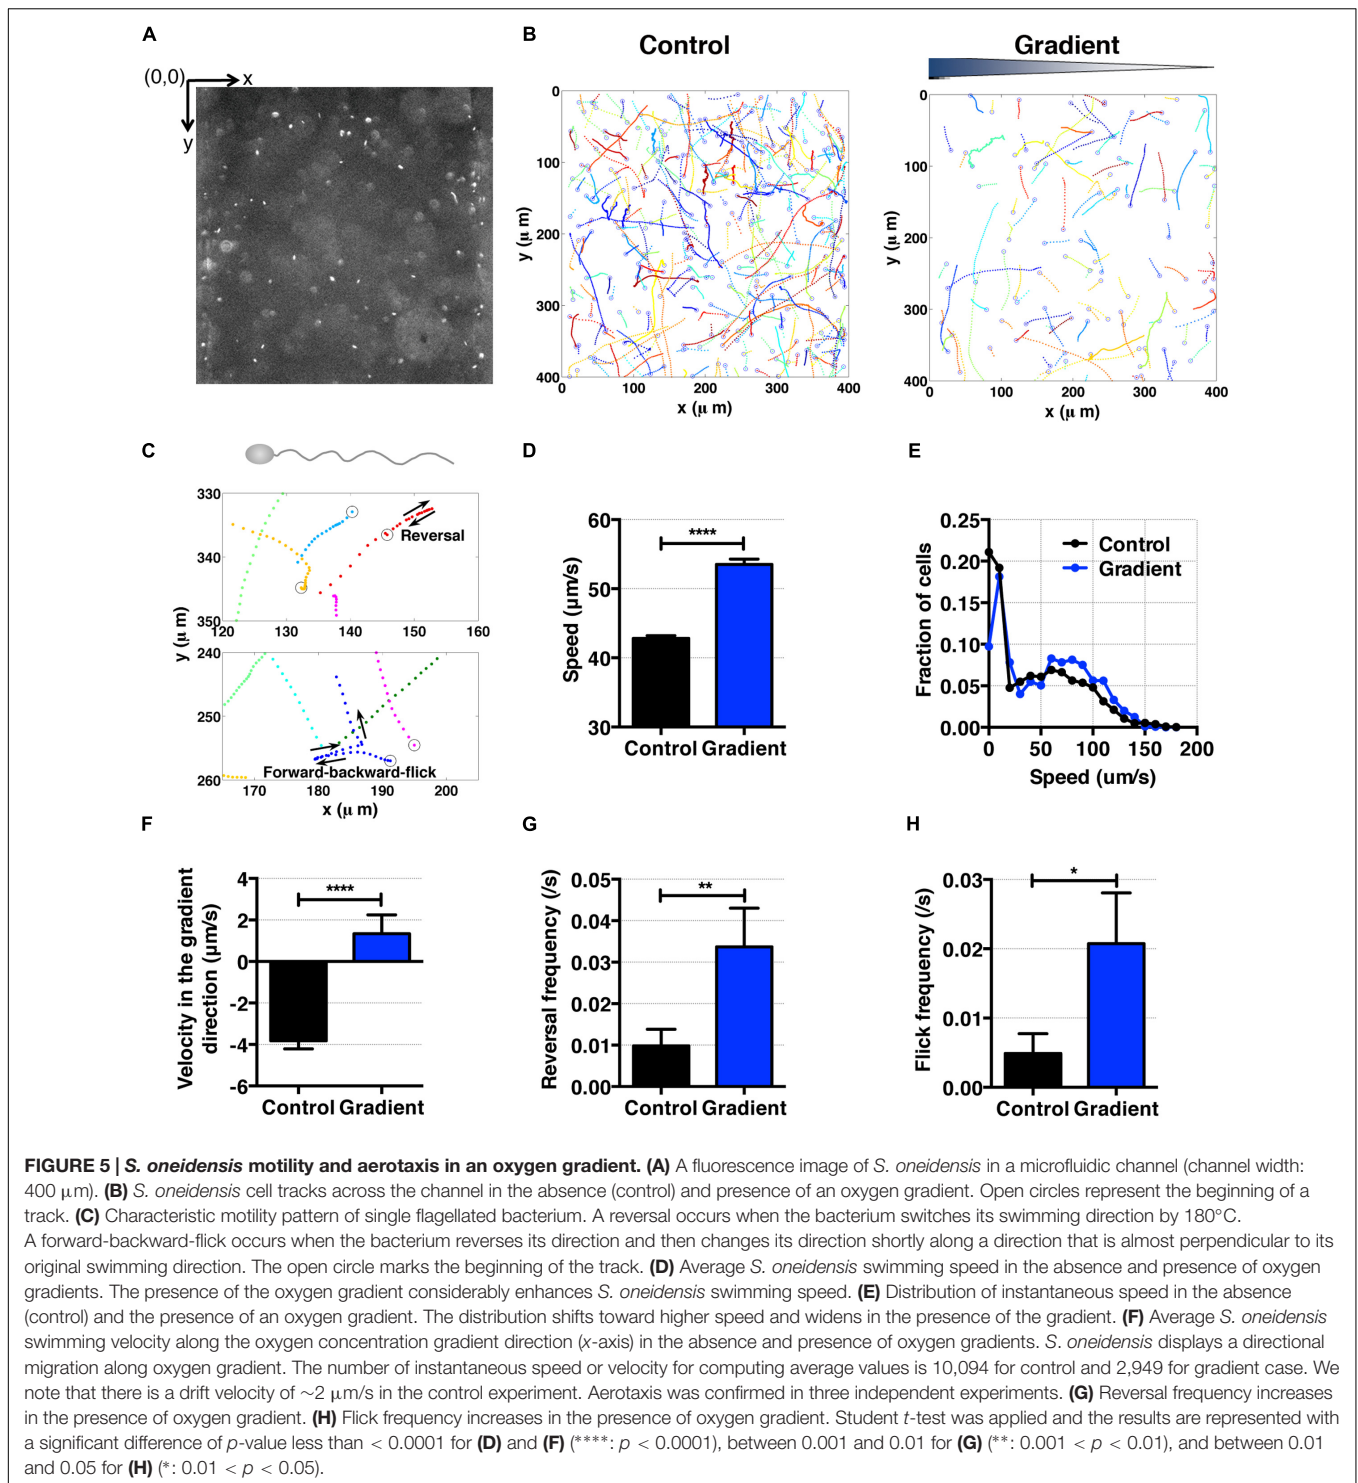 A
(0,0)
x
y
B
Control
Gradient
0
100
200
300
400
y (μ m)
0
100
200
300
400
x (μ m)
0
100
200
300
400
y (μ m)
0
100
200
300
400
x (μ m)
C
330
340
350
120
130
140
150
160
Reversal
y (μ m)
240
250
260
170
180
190
200
Forward-backward-flick
x (μ m)
D
60
50
40
30
Speed (μm/s)
****
Control Gradient
E
0.25
0.20
0.15
0.10
0.05
0.00
Fraction of cells
Control
Gradient
0
50
100
150
200
Speed (um/s)
F
4
2
0
-2
-4
-6
Velocity in the gradient
direction (μm/s)
****
Control Gradient
G
0.05
0.04
0.03
0.02
0.01
0.00
Reversal frequency (/s)
**
Control Gradient
H
0.03
0.02
0.01
0.00
Flick frequency (/s)
*
Control Gradient
FIGURE 5 | S. oneidensis motility and aerotaxis in an oxygen gradient. (A) A fluorescence image of S. oneidensis in a microfluidic channel (channel width:
400 μm). (B) S. oneidensis cell tracks across the channel in the absence (control) and presence of an oxygen gradient. Open circles represent the beginning of a
track. (C) Characteristic motility pattern of single flagellated bacterium. A reversal occurs when the bacterium switches its swimming direction by 180°C.
A forward-backward-flick occurs when the bacterium reverses its direction and then changes its direction shortly along a direction that is almost perpendicular to its
original swimming direction. The open circle marks the beginning of the track. (D) Average S. oneidensis swimming speed in the absence and presence of oxygen
gradients. The presence of the oxygen gradient considerably enhances S. oneidensis swimming speed. (E) Distribution of instantaneous speed in the absence
(control) and the presence of an oxygen gradient. The distribution shifts toward higher speed and widens in the presence of the gradient. (F) Average S. oneidensis
swimming velocity along the oxygen concentration gradient direction (x-axis) in the absence and presence of oxygen gradients. S. oneidensis displays a directional
migration along oxygen gradient. The number of instantaneous speed or velocity for computing average values is 10,094 for control and 2,949 for gradient case. We
note that there is a drift velocity of ∼2 μm/s in the control experiment. Aerotaxis was confirmed in three independent experiments. (G) Reversal frequency increases
in the presence of oxygen gradient. (H) Flick frequency increases in the presence of oxygen gradient. Student t-test was applied and the results are represented with
a significant difference of p-value less than < 0.0001 for (D) and (F) (****: p < 0.0001), between 0.001 and 0.01 for (G) (**: 0.001 < p < 0.01), and between 0.01
and 0.05 for (H) (*: 0.01 < p < 0.05).